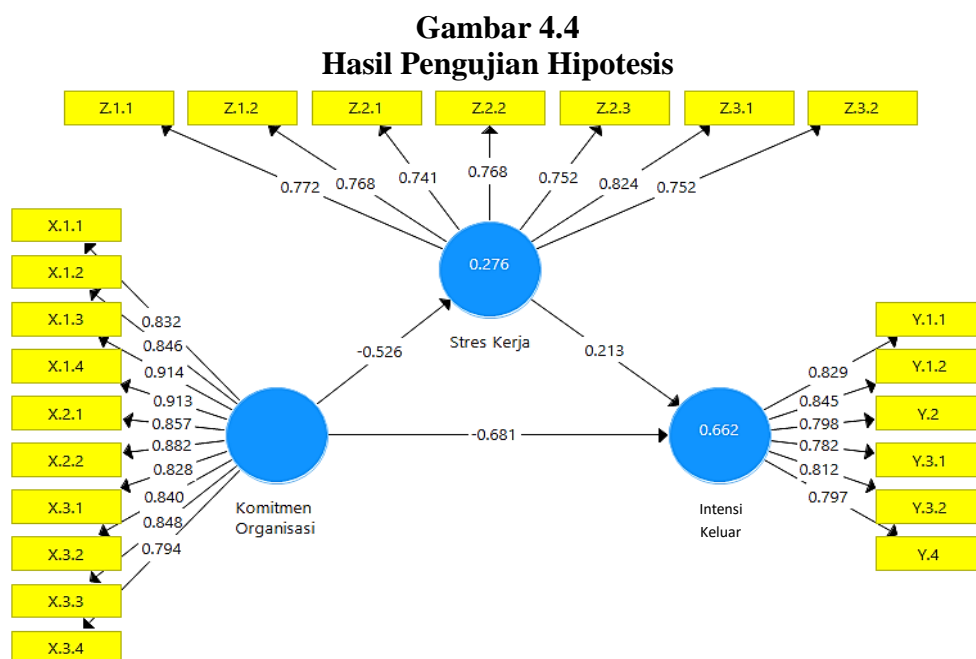 Gambar 4.4
Hasil Pengujian Hipotesis
Z.1.1 Z.1.2 Z.2.1 Z.2.2 Z.2.3 Z.3.1 Z.3.2
0.772 0.768 0.741 0.768 0.752 0.824 0.752
X.1.1
X.1.2
X.1.3
X.1.4
X.2.1
X.2.2
X.3.1
X.3.2
X.3.3
X.3.4
0.832
0.846
0.914
0.913
0.857
0.882
0.828
0.840
0.848
0.794
Komitmen
Organisasi
-0.526
0.276
Stres Kerja
0.213
-0.681
0.662
Intensi
Keluar
0.829
0.845
0.798
0.782
0.812
0.797
Y.1.1
Y.1.2
Y.2
Y.3.1
Y.3.2
Y.4